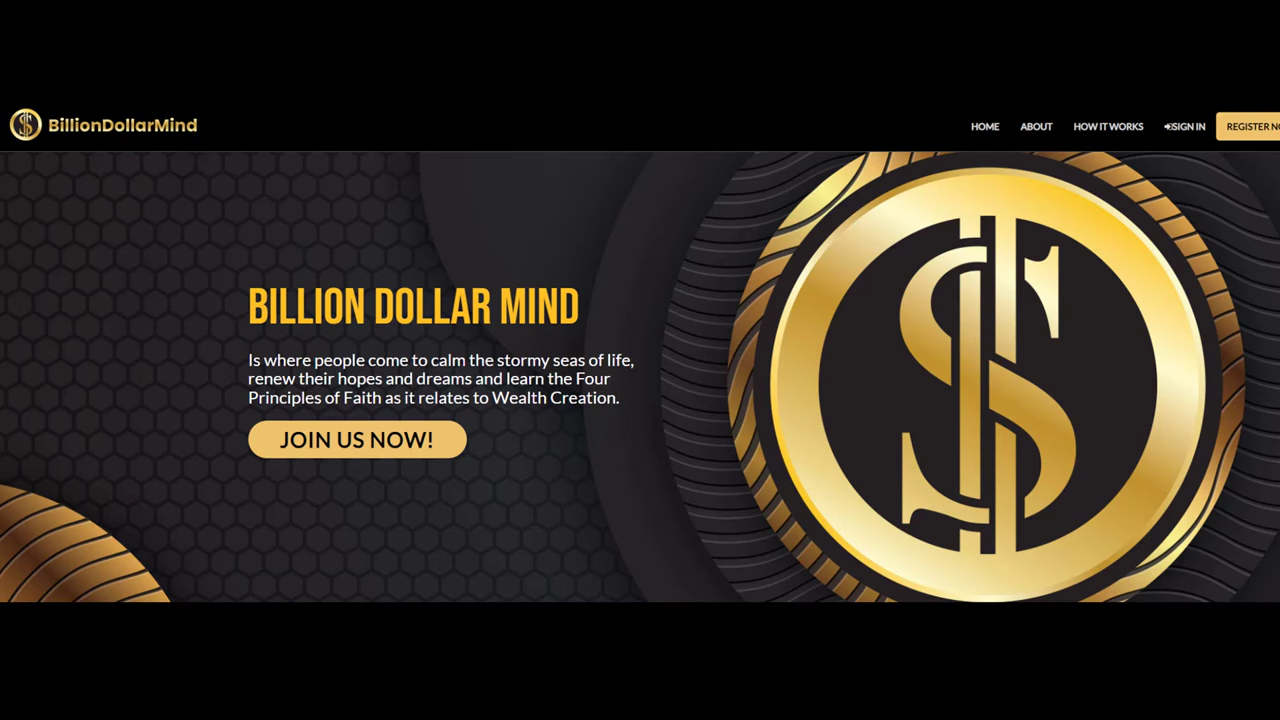 BillionDollarMind
HOME ABOUT HOW IT WORKS SIGN IN REGISTER
BILLION DOLLAR MIND
Is where people come to calm the stormy seas of life,
renew their hopes and dreams and learn the Four
Principles of Faith as it relates to Wealth Creation.
JOIN US NOW!